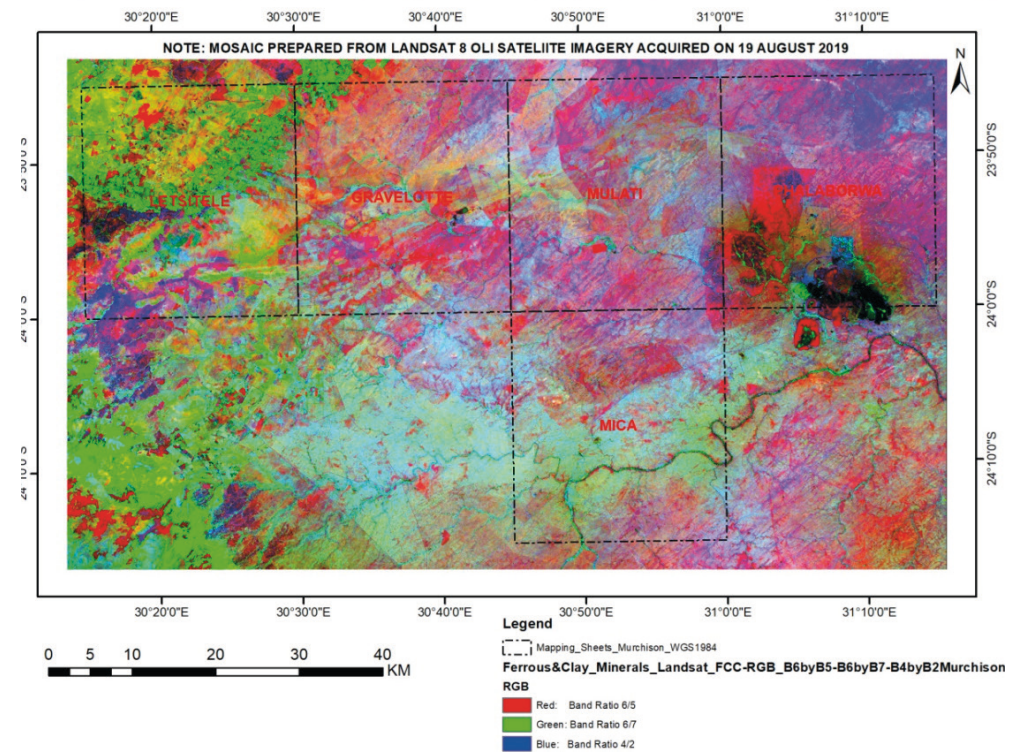 30°20'0"E 30°30'0"E 30°40'0"E 30°50'0"E 31°0'0"E 31°10'0"E
NOTE: MOSAIC PREPARED FROM LANDSAT 8 OLI SATELIITE IMAGERY ACQUIRED ON 19 AUGUST 2019
N
23°50'0"S
LETSITELE GRAVELOTTE MULATI
24°0'0"S
MICA
24°10'0"S
30°20'0"E 30°30'0"E 30°40'0"E 30°50'0"E 31°0'0"E 31°10'0"E
Legend
Mapping_Sheets_Murchison_WGS1984
0 5 10 20 30 40
KM
Ferrous&Clay_Minerals_Landsat_FCC-RGB_B6byB5-B6byB7-B4byB2Murchison
RGB
Red: Band Ratio 6/5
Green: Band Ratio 6/7
Blue: Band Ratio 4/2